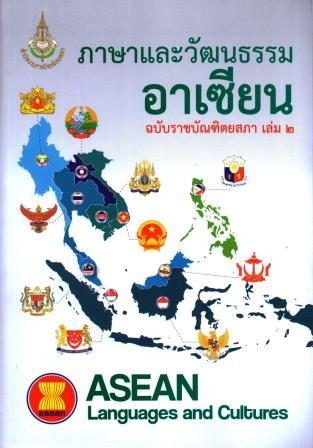 ภาษาและวัฒนธรรม
อาเซียน
ฉบับราชบัณฑิตยสภา เล่ม ๒
asean
ASEAN
Languages and Cultures